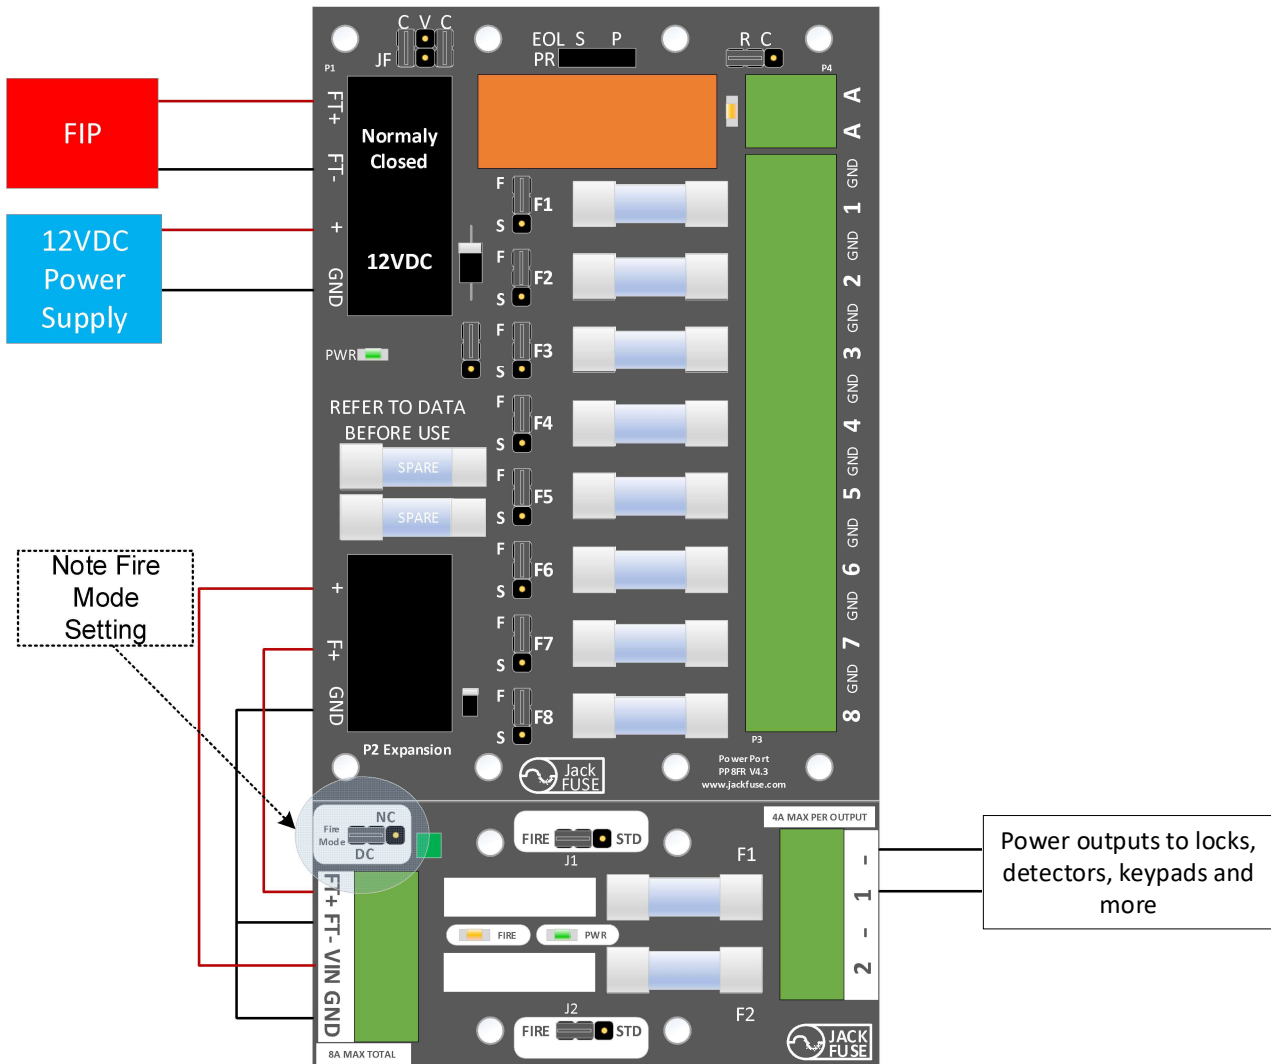 C V C
JF
EOL S P
PR
R C
P1
P4
FIP
FT+
FT-
+
GND
Normaly
Closed
12VDC
12VDC
Power
Supply
A
A
GND
1
GND
2
GND
3
GND
4
GND
5
GND
6
GND
7
GND
8
F
S
F1
F
S
F2
F
S
F3
F
S
F4
F
S
F5
F
S
F6
F
S
F7
F
S
F8
PWR
REFER TO DATA
BEFORE USE
SPARE
SPARE
Note Fire
Mode
Setting
+
F+
GND
P2 Expansion
Jack
FUSE
P3
Power Port
PP8FR V4.3
www.jackfuse.com
NC
Fire
Mode
DC
FIRE STD
J1
4A MAX PER OUTPUT
F1
FT+ FT- VIN GND
FIRE
PWR
-
1
-
2
Power outputs to locks,
detectors, keypads and
more
J2
FIRE STD
F2
JACK
FUSE
8A MAX TOTAL